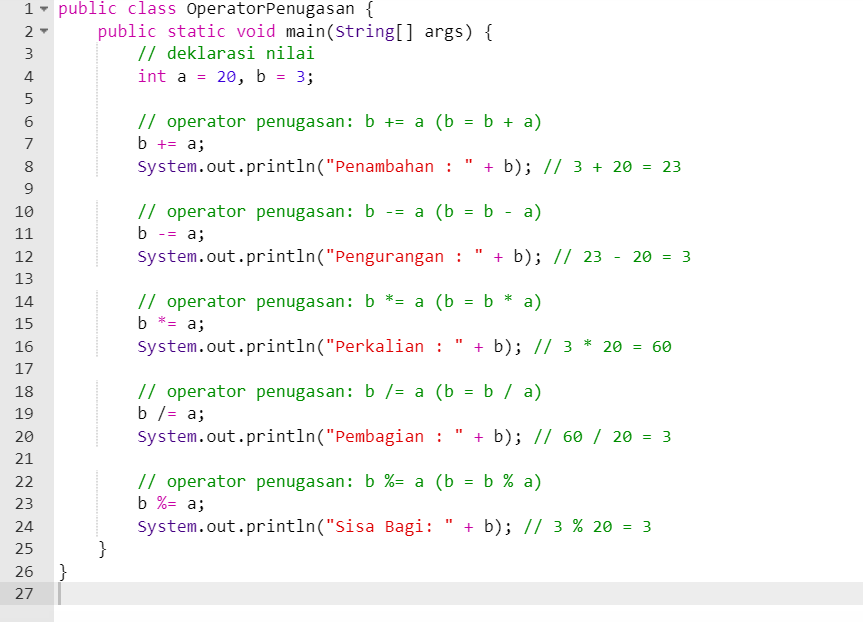 1 public class OperatorPenugasan {
2     public static void main(String[] args) {
3         // deklarasi nilai
4         int a = 20, b = 3;
5
6         // operator penugasan: b += a (b = b + a)
7         b += a;
8         System.out.println("Penambahan : " + b); // 3 + 20 = 23
9
10         // operator penugasan: b -= a (b = b - a)
11         b -= a;
12         System.out.println("Pengurangan : " + b); // 23 - 20 = 3
13
14         // operator penugasan: b *= a (b = b * a)
15         b *= a;
16         System.out.println("Perkalian : " + b); // 3 * 20 = 60
17
18         // operator penugasan: b /= a (b = b / a)
19         b /= a;
20         System.out.println("Pembagian : " + b); // 60 / 20 = 3
21
22         // operator penugasan: b %= a (b = b % a)
23         b %= a;
24         System.out.println("Sisa Bagi: " + b); // 3 % 20 = 3
25     }
26 }
27